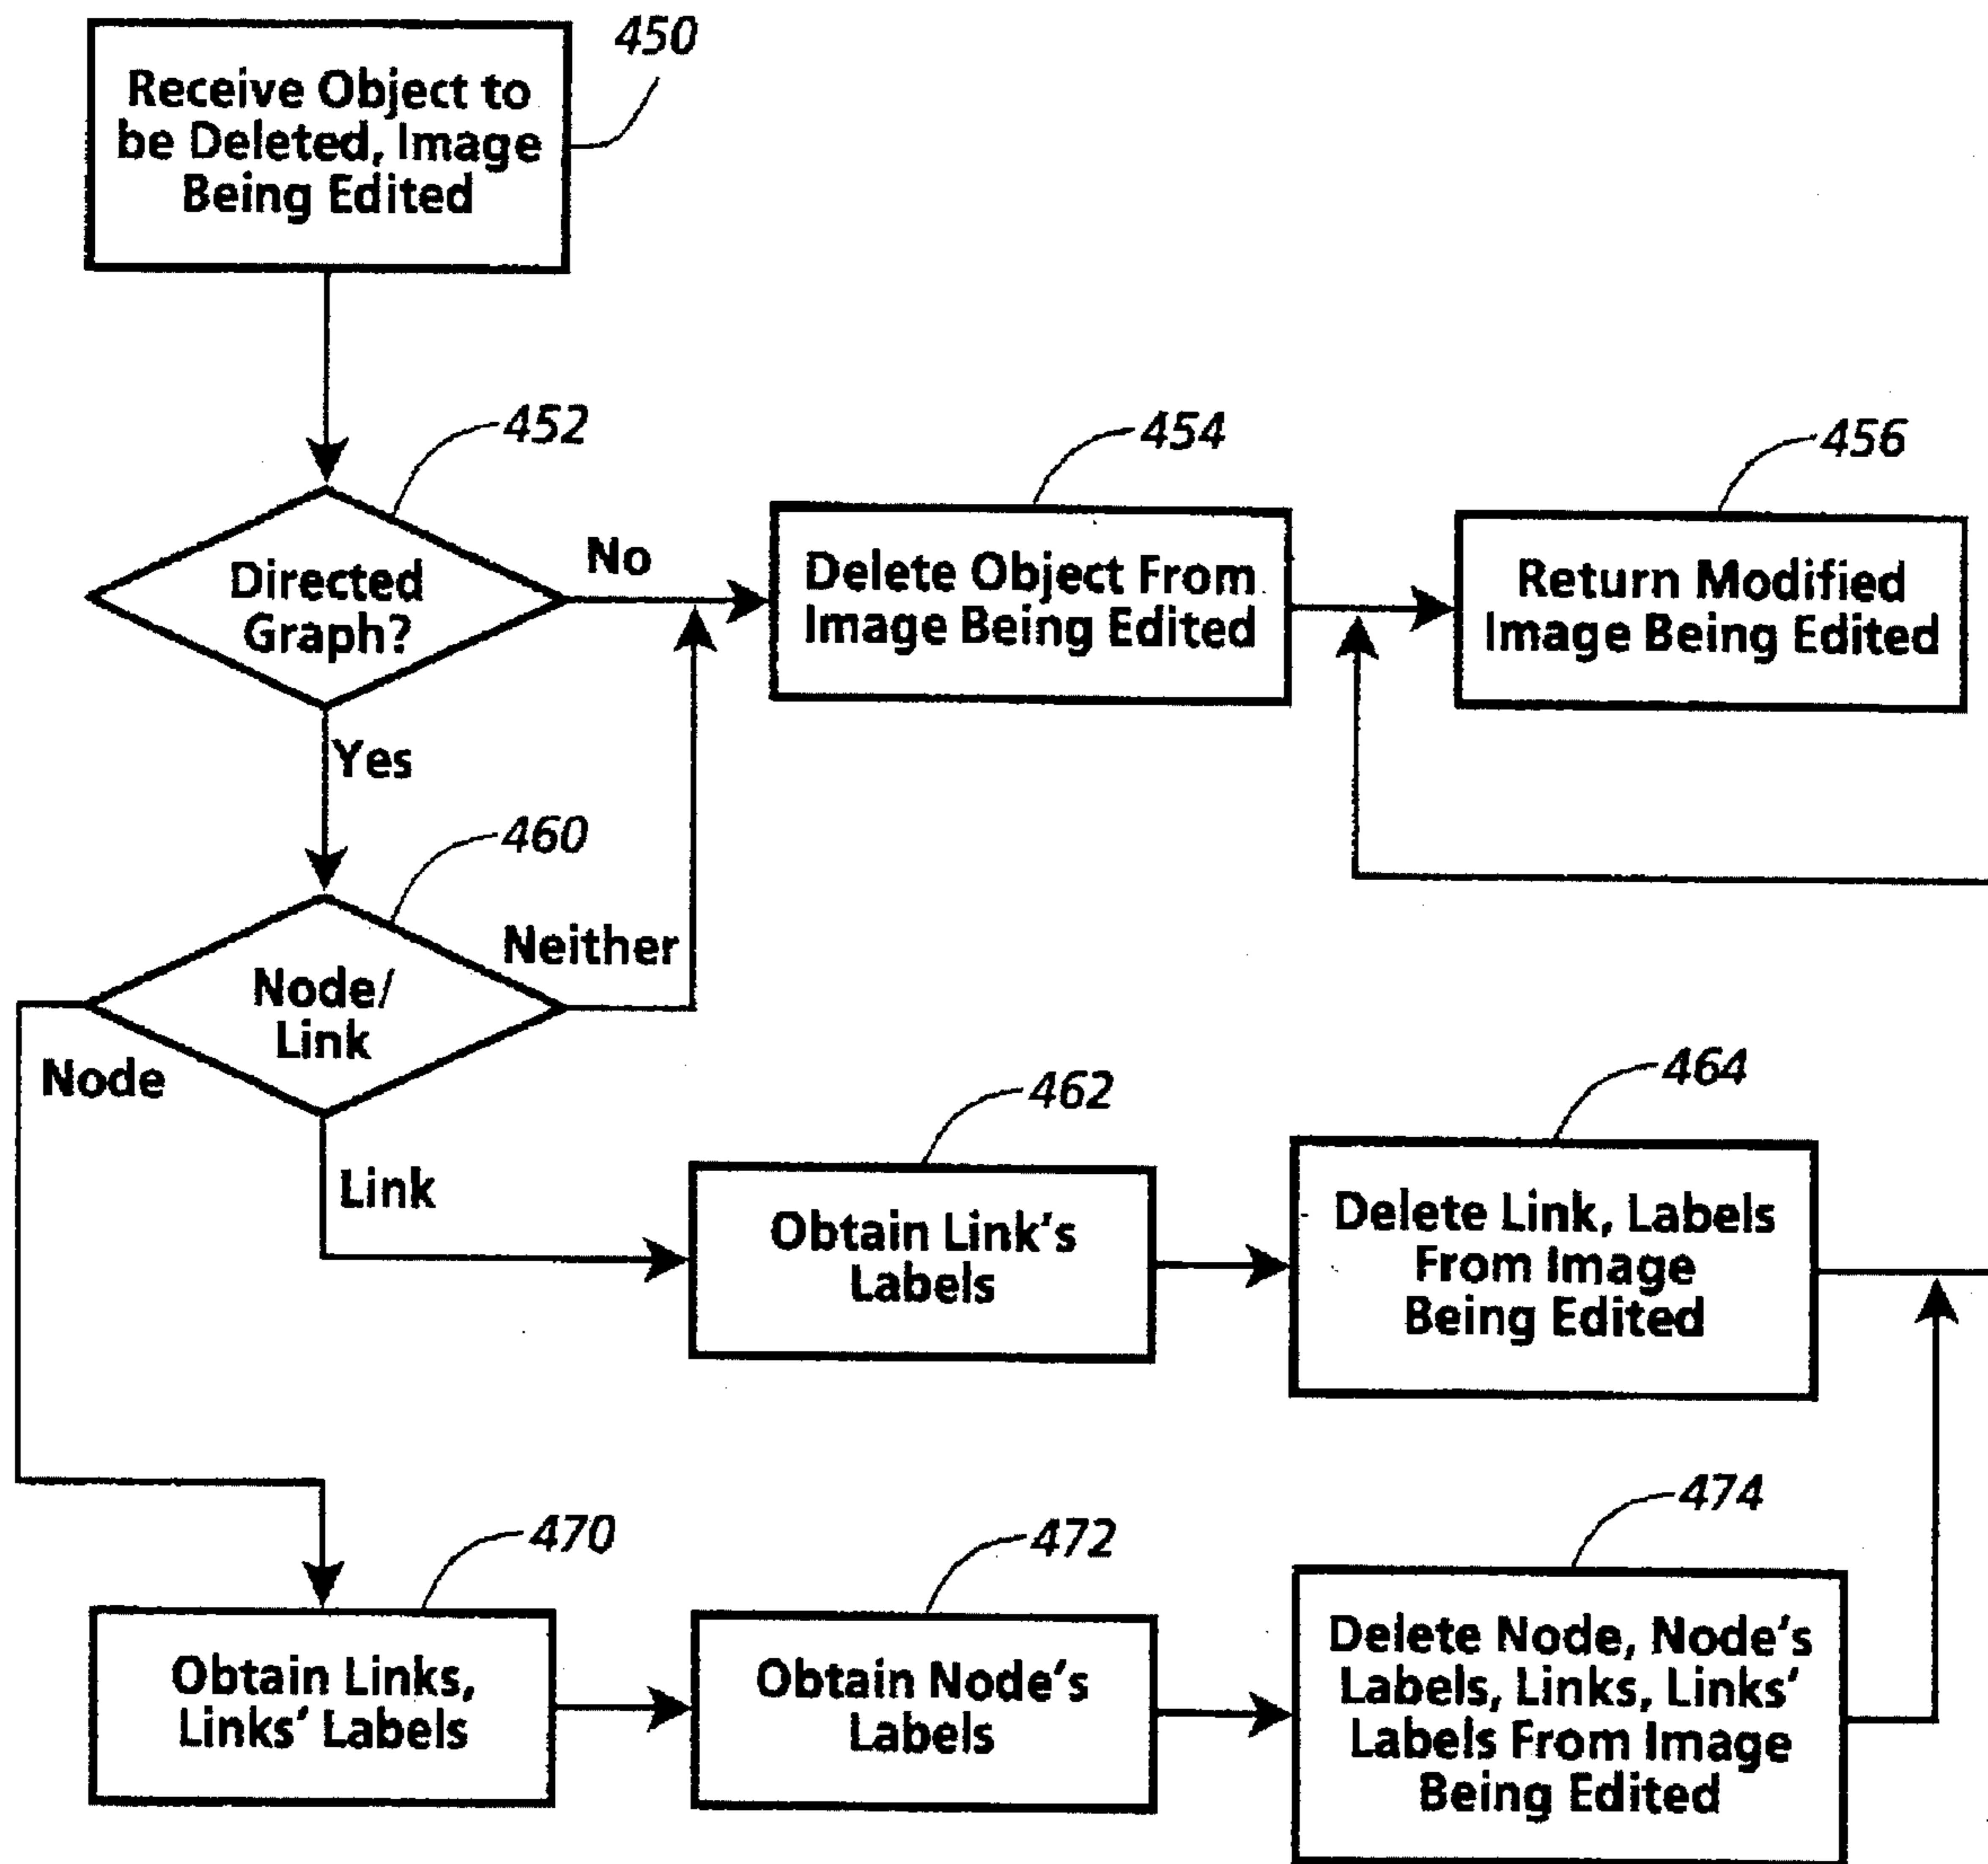 450
Receive Object to
be Deleted, Image
Being Edited
452
454
456
Directed
Graph?
No
Delete Object From
Image Being Edited
Return Modified
Image Being Edited
Yes
460
Neither
Node/
Link
Node
462
464
Link
Obtain Link's
Labels
Delete Link, Labels
From Image
Being Edited
470
472
474
Obtain Links,
Links' Labels
Obtain Node's
Labels
Delete Node, Node's
Labels, Links, Links'
Labels From Image
Being Edited